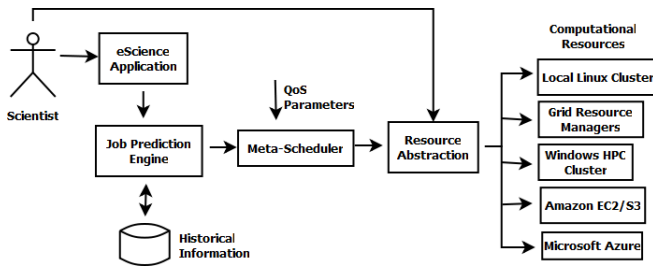 Computational
Resources
eScience
Application
Scientist
QoS
Parameters
Job Prediction
Engine
Meta-Scheduler
Resource
Abstraction
Local Linux Cluster
Grid Resource
Managers
Windows HPC
Cluster
Amazon EC2/S3
Microsoft Azure
Historical
Information